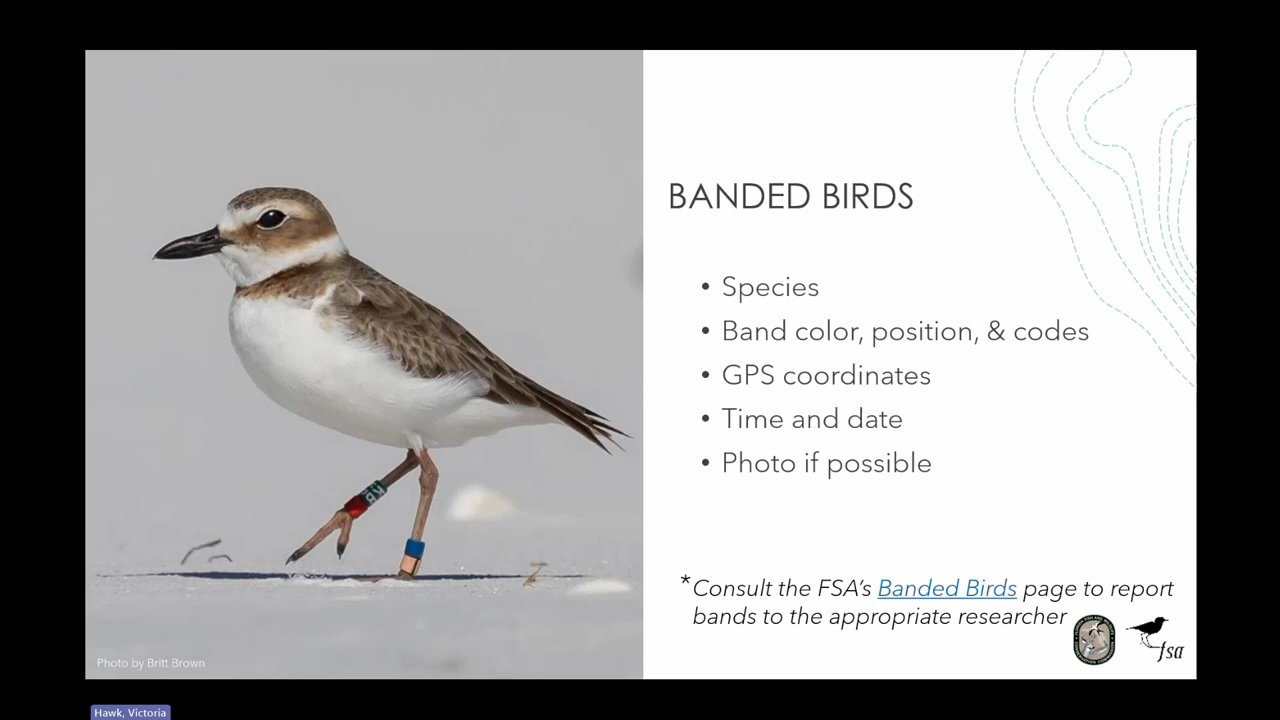 BANDED BIRDS
• Species
• Band color, position, & codes
• GPS coordinates
• Time and date
• Photo if possible
*Consult the FSA's Banded Birds page to report
bands to the appropriate researcher
fsa
Photo by Britt Brown
Hawk, Victoria